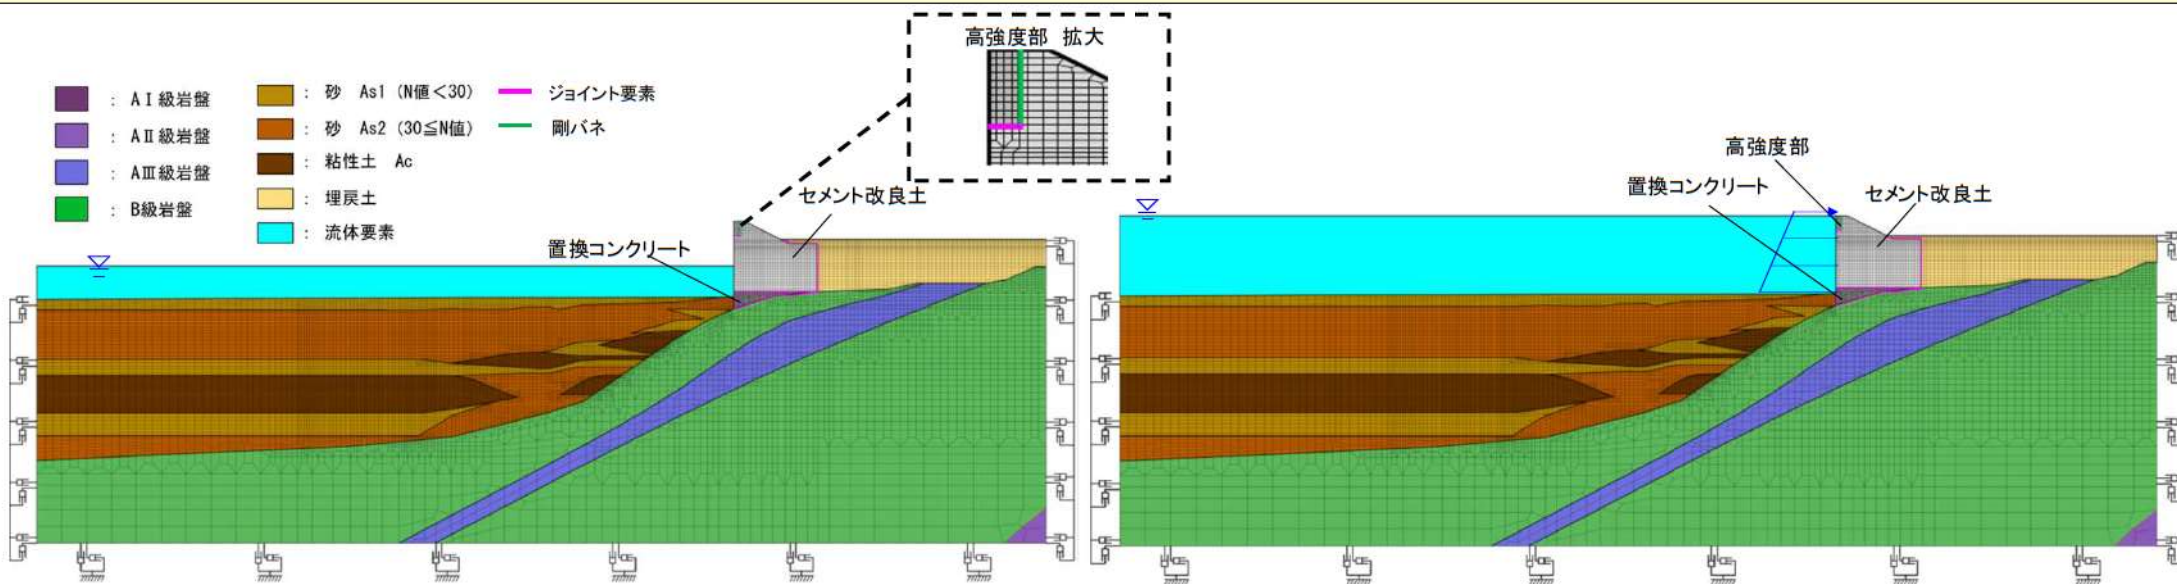 高強度部 拡大
: AⅠ級岩盤
: AⅡ級岩盤
: AⅢ級岩盤
: B級岩盤
: 砂 As1 (N値<30)
: 砂 As2 (30≦N値)
: 粘性土 Ac
: 埋戻土
: 流体要素
ジョイント要素
剛バネ
セメント改良土
置換コンクリート
高強度部
置換コンクリート
セメント改良土